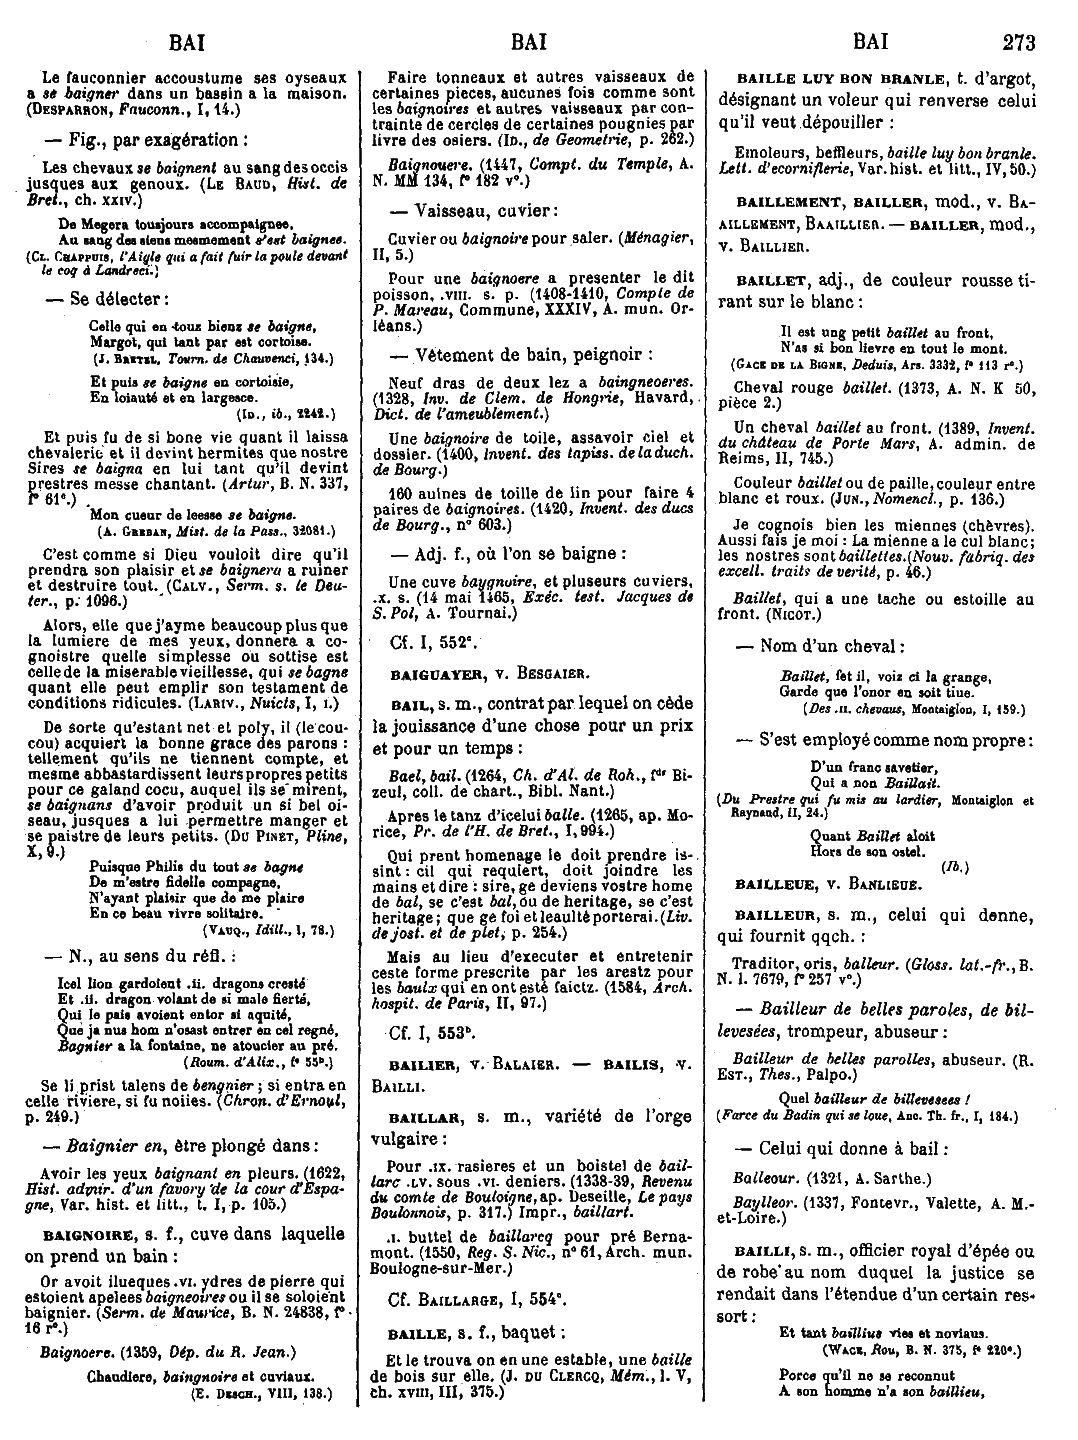 BAI
BAI
BAI
273
Le fauconnier accoustume ses oyseaux
a se baigner dans un bassin a la maison.
(DESPARRON, Fauconn., I, 14.)
— Fig., par exagération :
Les chevaux se baignent au sang des occis
jusques aux genoux. (LE BAUD, Hist. de
Bret., ch. XXIV.)
De Megera tousjours accompaignee,
Au sang des siens mesmement s'est baignee.
(CL. CHAPPUIS, l'Aigle qui a fait fuir la poule devant
le coq à Landreci.)
— Se délecter :
Celle qui en touz bienz se baigne,
Margot, qui tant par est cortoise.
(J. BRETEL, Tourn. de Chauvenci, 134.)
Et puis se baigne en cortoisie,
En loiauté et en largesce.
(ID., ib., 2242.)
Et puis fu de si bone vie quant il laissa
chevalerie et il devint hermites que nostre
Sires se baigna en lui tant qu'il devint
prestres messe chantant. (Artur, B. N. 337,
f° 61c.)
Mon cueur de leesse se baigne.
(A. GREBAN, Mist. de la Pass., 32081.)
C'est comme si Dieu vouloit dire qu'il
prendra son plaisir et se baignera a ruiner
et destruire tout. (CALV., Serm. s. le Deu-
ter., p. 1096.)
Alors, elle que j'ayme beaucoup plus que
la lumiere de mes yeux, donnera a co-
gnoistre quelle simplesse ou sottise est
celle de la miserable vieillesse, qui se bagne
quant elle peut emplir son testament de
conditions ridicules. (LARIV., Nuicts, I, I.)
De sorte qu'estant net et poly, il (le cou-
cou) acquiert la bonne grace des parons :
tellement qu'ils ne tiennent compte, et
mesme abbastardissent leurs propres petits
pour ce galand cocu, auquel ils se mirent,
se baignans d'avoir produit un si bel oi-
seau, jusques a lui permettre manger et
se paistre de leurs petits. (DU PINET, Pline,
X, 9.)
Puisque Philis du tout se bagne
De m'estre fidelle compagne,
N'ayant plaisir que de me plaire
En ce beau vivre solitaire.
(VAUQ., Idill., I, 78.)
— N., au sens du réfl. :
Icel lion gardoient .ii. dragons cresté
Et .ii. dragon volant de si male fierté,
Qui le païs avoient entor si aquité,
Que ja nus hom n'osast entrer en cel regné,
Bagnier a la fontaine, ne atoucier au pré.
(Roum. d'Alix., f° 55b.)
Se li prist talens de bengnier ; si entra en
celle riviere, si fu noiies. (Chron. d'Ernoul,
p. 249.)
— Baignier en, être plongé dans :
Avoir les yeux baignant en pleurs. (1622,
Hist. admir. d'un favory de la cour d'Espa-
gne, Var. hist. et litt., t. I, p. 105.)
BAIGNOIRE, s. f., cuve dans laquelle
on prend un bain :
Or avoit ilueques .VI. ydres de pierre qui
estoient apelees baigneoires ou il se soloient
baignier. (Serm. de Maurice, B. N. 24838, f°
16 r°.)
Baignoere. (1359, Dép. du R. Jean.)
Chaudiere, baingnoire et cuviaux.
(E. DESCH., VIII, 138.)
Faire tonneaux et autres vaisseaux de
certaines pieces, aucunes fois comme sont
les baignoires et autres vaisseaux par con-
trainte de cercles de certaines pougnies par
livre des osiers. (ID., de Geometrie, p. 262.)
Baignouere. (1447, Compt. du Temple, A.
N. MM 134, f° 182 v°.)
— Vaisseau, cuvier :
Cuvier ou baignoire pour saler. (Ménagier,
II, 5.)
Pour une baignoere a presenter le dit
poisson, .VIII. s. p. (1408-1410, Compte de
P. Mareau, Commune, XXXIV, A. mun. Or-
léans.)
— Vêtement de bain, peignoir :
Neuf dras de deux lez a baingneoeres.
(1328, Inv. de Clem. de Hongrie, Havard,
Dict. de l'ameublement.)
Une baignoire de toile, assavoir ciel et
dossier. (1400, Invent. des tapiss. de la duch.
de Bourg.)
160 aulnes de toille de lin pour faire 4
paires de baignoires. (1420, Invent. des ducs
de Bourg., n° 603.)
— Adj. f., où l'on se baigne :
Une cuve baygnoire, et pluseurs cuviers,
.X. s. (14 mai 1465, Exéc. test. Jacques de
S. Pol, A. Tournai.)
Cf. I, 552c.
BAIGUAYER, v. BESGAIER.
BAIL, s. m., contrat par lequel on cède
la jouissance d'une chose pour un prix
et pour un temps :
Bael, bail. (1264, Ch. d'Al. de Roh., fds Bi-
zeul, coll. de chart., Bibl. Nant.)
Apres le tanz d'icelui balle. (1265, ap. Mo-
rice, Pr. de l'H. de Bret., I, 994.)
Qui prent homenage le doit prendre is-
sint : cil qui requiert, doit joindre les
mains et dire : sire, ge deviens vostre home
de bal, se c'est bal, ou de heritage, se c'est
heritage ; que ge foi et leaulté porterai. (Liv.
de jost. et de plet, p. 254.)
Mais au lieu d'executer et entretenir
ceste forme prescrite par les arestz pour
les baulx qui en ont esté faictz. (1584, Arch.
hospit. de Paris, II, 97.)
Cf. I, 553b.
BAILIER, v. BALAIER. — BAILIS, v.
BAILLI.
BAILLAR, s. m., variété de l'orge
vulgaire :
Pour .IX. rasieres et un boistel de bail-
larc .LV. sous .VI. deniers. (1338-39, Revenu
du comte de Bouloigne, ap. Deseille, Le pays
Boulonnois, p. 317.) Impr., baillart.
.I. buttel de baillarcq pour pré Berna-
mont. (1550, Reg. S. Nic., n° 61, Arch. mun.
Boulogne-sur-Mer.)
Cf. BAILLARGE, I, 554c.
BAILLE, s. f., baquet :
Et le trouva on en une estable, une baille
de bois sur elle. (J. DU CLERCQ, Mém., l. V,
ch. XVIII, III, 375.)
BAILLE LUY BON BRANLE, t. d'argot,
désignant un voleur qui renverse celui
qu'il veut dépouiller :
Emoleurs, beffleurs, baille luy bon branle.
Lett. d'ecorniflerie, Var. hist. et litt., IV, 50.)
BAILLEMENT, BAILLER, mod., v. BA-
AILLEMENT, BAAILLIER. — BAILLER, mod.,
v. BAILLIER.
BAILLET, adj., de couleur rousse ti-
rant sur le blanc :
Il est ung petit baillet au front,
N'as si bon lievre en tout le mont.
(GACE DE LA BIGNE, Deduis, Ars. 3332, f° 113 r°.)
Cheval rouge baillet. (1373, A. N. K 50,
pièce 2.)
Un cheval baillet au front. (1389, Invent.
du château de Porte Mars, A. admin. de
Reims, II, 745.)
Couleur baillet ou de paille, couleur entre
blanc et roux. (JUN., Nomencl., p. 136.)
Je cognois bien les miennes (chèvres).
Aussi fais je moi : La mienne a le cul blanc ;
les nostres sont baillettes. (Nouv. fabriq. des
excell. traits de verité, p. 46.)
Baillet, qui a une tache ou estoille au
front. (NICOT.)
— Nom d'un cheval :
Baillet, fet il, voiz ci la grange,
Garde que l'onor en soit tiue.
(Des .II. chevaus, Montaiglon, I, 159.)
— S'est employé comme nom propre :
D'un franc savetier,
Qui a non Baillait.
(Du Prestre qui fu mis au lardier, Montaiglon et
Raynaud, II, 24.)
Quant Baillet aloit
Hors de son ostel.
(Ib.)
BAILLEUE, v. BANLIEUE.
BAILLEUR, s. m., celui qui donne,
qui fournit qqch. :
Traditor, oris, balleur. (Gloss. lat.-fr., B.
N. l. 7679, f° 257 v°.)
— Bailleur de belles paroles, de bil-
levesées, trompeur, abuseur :
Bailleur de belles parolles, abuseur. (R.
EST., Thes., Palpo.)
Quel bailleur de billevesees !
(Farce du Badin qui se loue, Anc. Th. fr., I, 184.)
— Celui qui donne à bail :
Balleour. (1321, A. Sarthe.)
Baylleor. (1337, Fontevr., Valette, A. M.-
et-Loire.)
BAILLI, s. m., officier royal d'épée ou
de robe au nom duquel la justice se
rendait dans l'étendue d'un certain res-
sort :
Et tant baillius vies et noviaus.
(WACE, Rou, B. N. 375, f° 220c.)
Porce qu'il ne se reconnut
A son homme n'a son baillieu,